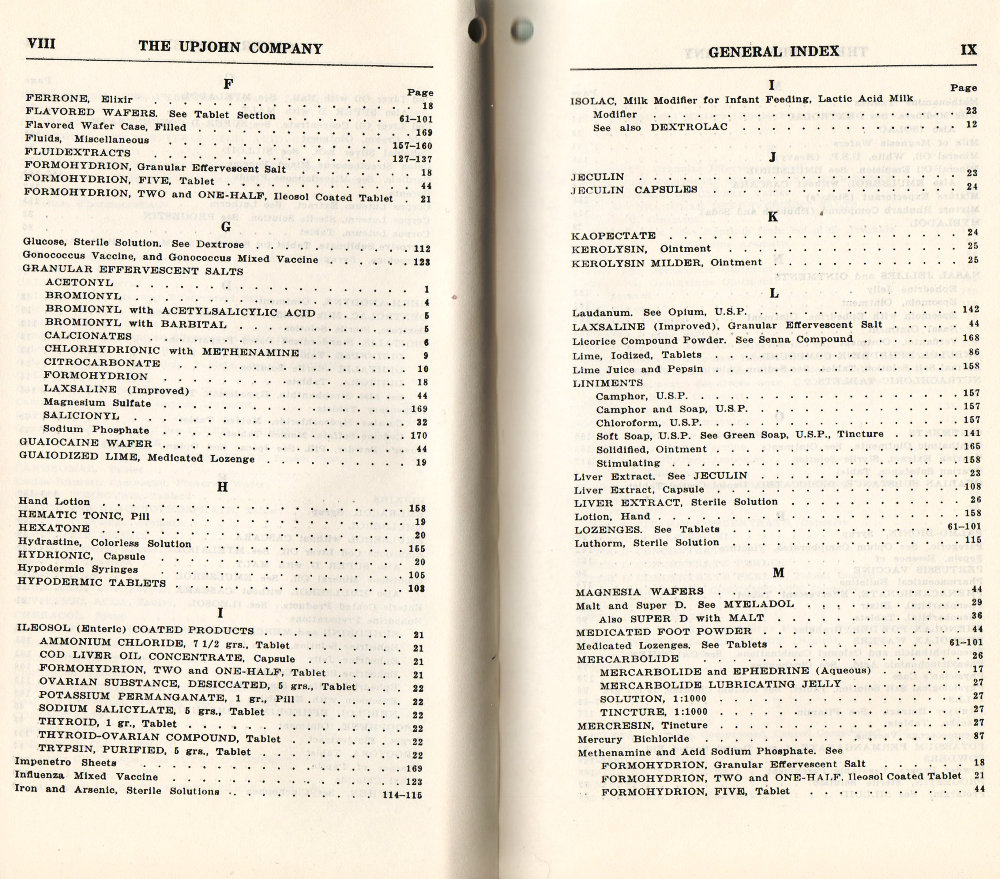 VIII THE UPJOHN COMPANY
F
Page
FERRONE, Elixir . . . . . . . . . . . . . . 18
FLAVORED WAFERS. See Tablet Section . . . . . . . 61–101
Flavored Wafer Case, Filled . . . . . . . . . . . . 169
Fluids, Miscellaneous . . . . . . . . . . . . 157–160
FLUIDEXTRACTS . . . . . . . . . . . . 127–137
FORMOHYDRION, Granular Effervescent Salt . . . . . . . 18
FORMOHYDRION, FIVE, Tablet . . . . . . . . . . . 44
FORMOHYDRION, TWO and ONE-HALF, Ileosol Coated Tablet . 21
G
Glucose, Sterile Solution. See Dextrose . . . . . . . . 112
Gonococcus Vaccine, and Gonococcus Mixed Vaccine . . . . . 123
GRANULAR EFFERVESCENT SALTS
ACETONYL . . . . . . . . . . . . . . 1
BROMIONYL . . . . . . . . . . . . . . 4
BROMIONYL with ACETYLSALICYLIC ACID . . . . . 5
BROMIONYL with BARBITAL . . . . . . . . . 5
CALCIONATES . . . . . . . . . . . . . 6
CHLORHYDRIONIC with METHENAMINE . . . . . . 9
CITROCARBONATE . . . . . . . . . . . . 10
FORMOHYDRION . . . . . . . . . . . . 18
LAXSALINE (Improved) . . . . . . . . . . . 44
Magnesium Sulfate . . . . . . . . . . . . 169
SALICIONYL . . . . . . . . . . . . . 32
Sodium Phosphate . . . . . . . . . . . . 170
GUAIOCAINE WAFER . . . . . . . . . . . . . 44
GUAIODIZED LIME, Medicated Lozenge . . . . . . . . 19
H
Hand Lotion . . . . . . . . . . . . . . . 158
HEMATIC TONIC, Pill . . . . . . . . . . . . . 19
HEXATONE . . . . . . . . . . . . . . . 20
Hydrastine, Colorless Solution . . . . . . . . . . . 155
HYDRIONIC, Capsule . . . . . . . . . . . . . 20
Hypodermic Syringes . . . . . . . . . . . . . 105
HYPODERMIC TABLETS . . . . . . . . . . . . 103
I
ILEOSOL (Enteric) COATED PRODUCTS . . . . . . . . 21
AMMONIUM CHLORIDE, 7 1/2 grs., Tablet . . . . . . 21
COD LIVER OIL CONCENTRATE, Capsule . . . . . . 21
FORMOHYDRION, TWO and ONE-HALF, Tablet . . . . 21
OVARIAN SUBSTANCE, DESICCATED, 5 grs., Tablet . . . 22
POTASSIUM PERMANGANATE, 1 gr., Pill . . . . . . 22
SODIUM SALICYLATE, 5 grs., Tablet . . . . . . . 22
THYROID, 1 gr., Tablet . . . . . . . . . . . 22
THYROID-OVARIAN COMPOUND, Tablet . . . . . . 22
TRYPSIN, PURIFIED, 5 grs., Tablet . . . . . . . . 22
Impenetro Sheets . . . . . . . . . . . . . . 169
Influenza Mixed Vaccine . . . . . . . . . . . . 123
Iron and Arsenic, Sterile Solutions . . . . . . . . . 114–115
GENERAL INDEX IX
I
Page
ISOLAC, Milk Modifier for Infant Feeding, Lactic Acid Milk
Modifier . . . . . . . . . . . . . . . 23
See also DEXTROLAC . . . . . . . . . . . 12
J
JECULIN . . . . . . . . . . . . . . . . 23
JECULIN CAPSULES . . . . . . . . . . . . . 24
K
KAOPECTATE . . . . . . . . . . . . . . . 24
KEROLYSIN, Ointment . . . . . . . . . . . . 25
KEROLYSIN MILDER, Ointment . . . . . . . . . . 25
L
Laudanum. See Opium, U.S.P. . . . . . . . . . . 142
LAXSALINE (Improved), Granular Effervescent Salt . . . . . 44
Licorice Compound Powder. See Senna Compound . . . . . . 168
Lime, Iodized, Tablets . . . . . . . . . . . . 86
Lime Juice and Pepsin . . . . . . . . . . . . 158
LINIMENTS
Camphor, U.S.P. . . . . . . . . . . . . . 157
Camphor and Soap, U.S.P. . . . . . . . . . . 157
Chloroform, U.S.P. . . . . . . . . . . . . 157
Soft Soap, U.S.P. See Green Soap, U.S.P., Tincture . . . . . 141
Solidified, Ointment . . . . . . . . . . . . 165
Stimulating . . . . . . . . . . . . . . 158
Liver Extract. See JECULIN . . . . . . . . . . . 23
Liver Extract, Capsule . . . . . . . . . . . . 108
LIVER EXTRACT, Sterile Solution . . . . . . . . . 26
Lotion, Hand . . . . . . . . . . . . . . . 158
LOZENGES. See Tablets . . . . . . . . . . . 61–101
Luthorm, Sterile Solution . . . . . . . . . . . . 115
M
MAGNESIA WAFERS . . . . . . . . . . . . . 44
Malt and Super D. See MYELADOL . . . . . . . . . 29
Also SUPER D with MALT . . . . . . . . . . 36
MEDICATED FOOT POWDER . . . . . . . . . . . 44
Medicated Lozenges. See Tablets . . . . . . . . . 61–101
MERCARBOLIDE . . . . . . . . . . . . . . 26
MERCARBOLIDE and EPHEDRINE (Aqueous) . . . . . 17
MERCARBOLIDE LUBRICATING JELLY . . . . . . . 27
SOLUTION, 1:1000 . . . . . . . . . . . . 27
TINCTURE, 1:1000 . . . . . . . . . . . . 27
MERCRESIN, Tincture . . . . . . . . . . . . . 27
Mercury Bichloride . . . . . . . . . . . . . 87
Methenamine and Acid Sodium Phosphate. See
FORMOHYDRION, Granular Effervescent Salt . . . . . . 18
FORMOHYDRION, TWO and ONE-HALF, Ileosol Coated Tablet 21
FORMOHYDRION, FIVE, Tablet . . . . . . . . . 44